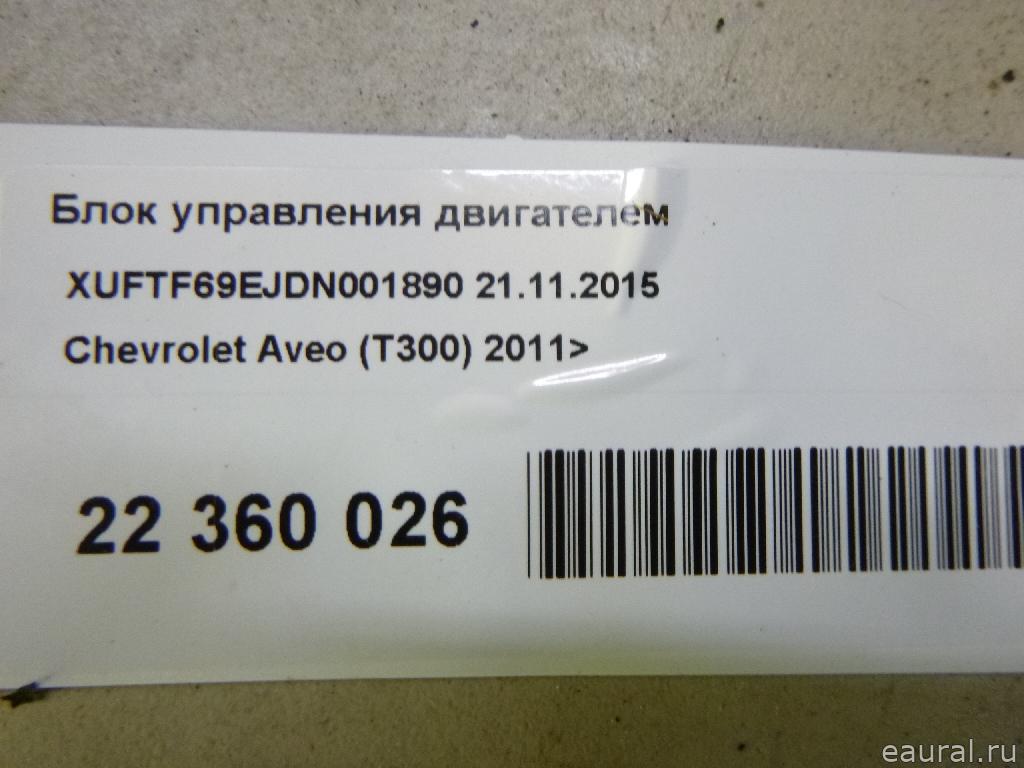 Блок управления двигателем
XUFTF69EJDN001890 21.11.2015
Chevrolet Aveo (T300) 2011>
22 360 026
eaural.ru